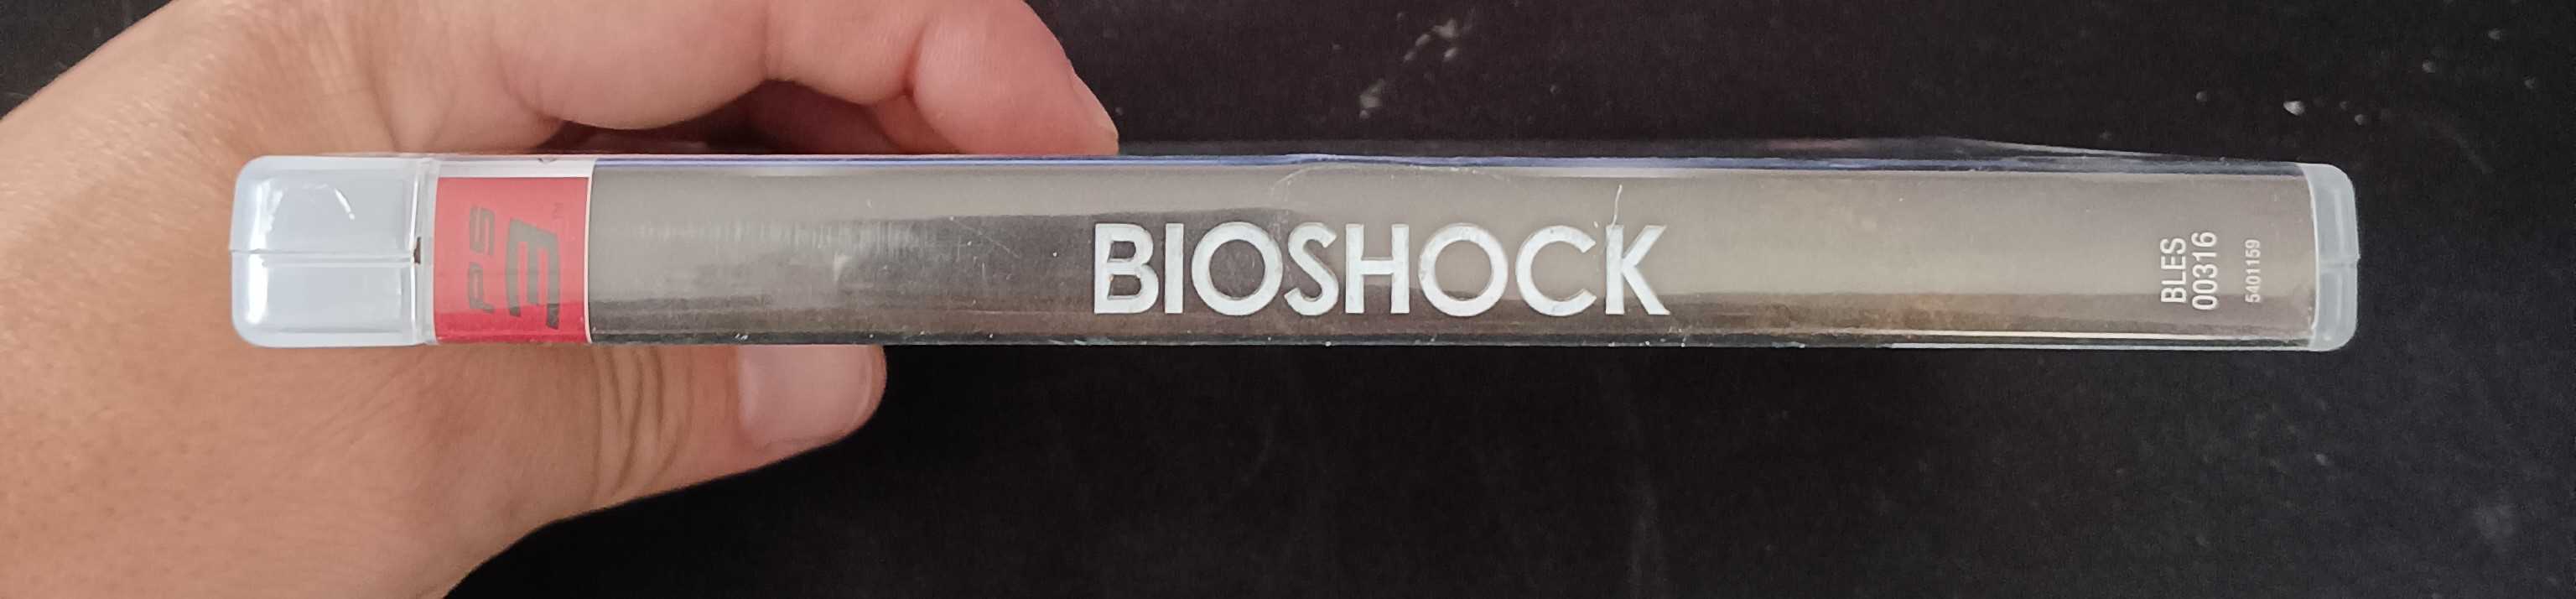 PS3
BIOSHOCK
BLES
00316
5401159